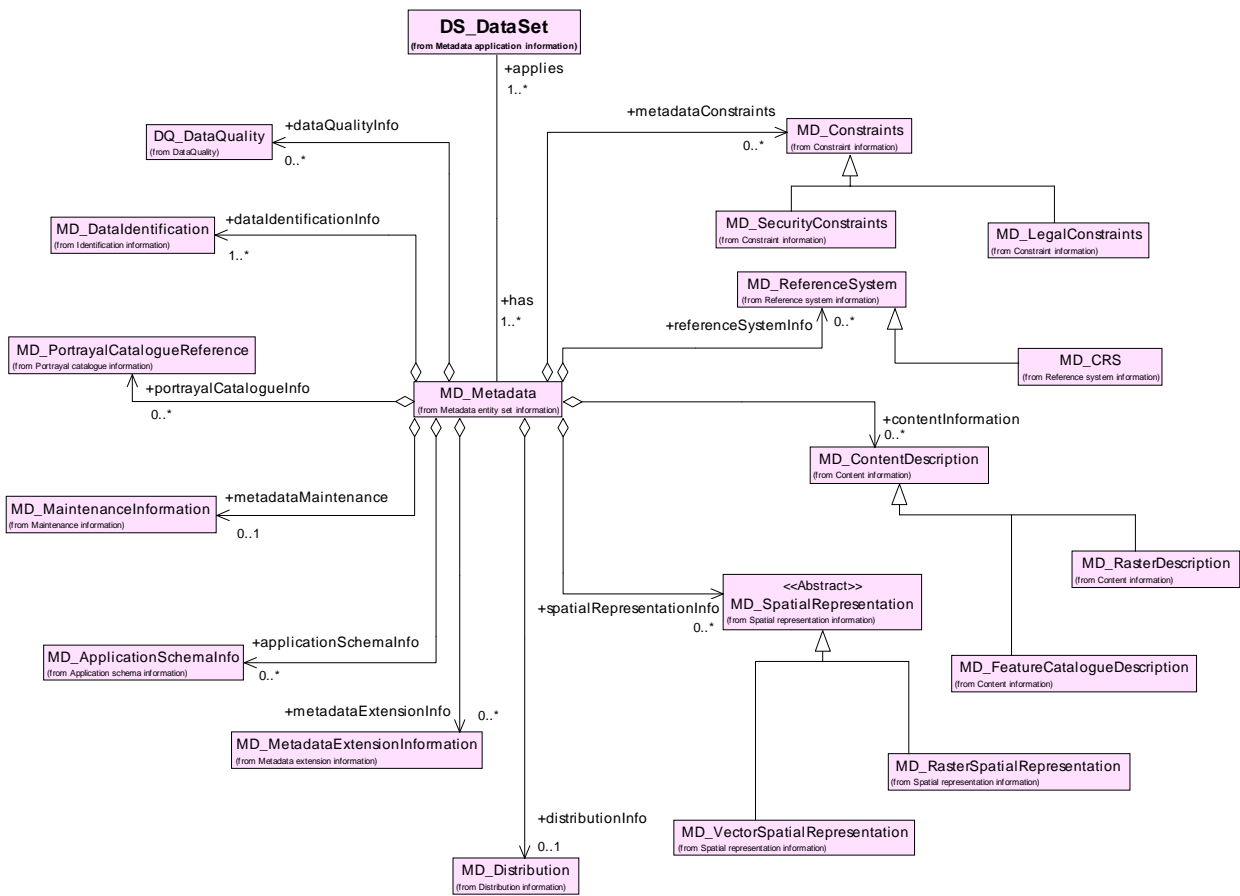 DS_DataSet
(from Metadata application information)
+applies
1..*
+metadataConstraints
0..*
MD_Constraints
(from Constraint information)
+dataQualityInfo
0..*
DQ_DataQuality
(from DataQuality)
MD_SecurityConstraints
(from Constraint information)
MD_LegalConstraints
(from Constraint information)
MD_DataIdentification
(from Identification information)
+dataIdentificationInfo
1..*
MD_ReferenceSystem
(from Reference system information)
+has
1..*
+referenceSystemInfo
0..*
MD_PortrayalCatalogueReference
(from Portrayal catalogue information)
MD_CRS
(from Reference system information)
+portrayalCatalogueInfo
0..*
MD_Metadata
(from Metadata entity set information)
+contentInformation
0..*
MD_ContentDescription
(from Content information)
MD_MaintenanceInformation
(from Maintenance information)
+metadataMaintenance
0..1
MD_RasterDescription
(from Content information)
<<Abstract>>
MD_SpatialRepresentation
(from Spatial representation information)
+spatialRepresentationInfo
0..*
MD_ApplicationSchemaInfo
(from Application schema information)
+applicationSchemaInfo
0..*
MD_FeatureCatalogueDescription
(from Content information)
+metadataExtensionInfo
0..*
MD_MetadataExtensionInformation
(from Metadata extension information)
MD_RasterSpatialRepresentation
(from Spatial representation information)
+distributionInfo
0..1
MD_VectorSpatialRepresentation
(from Spatial representation information)
MD_Distribution
(from Distribution information)